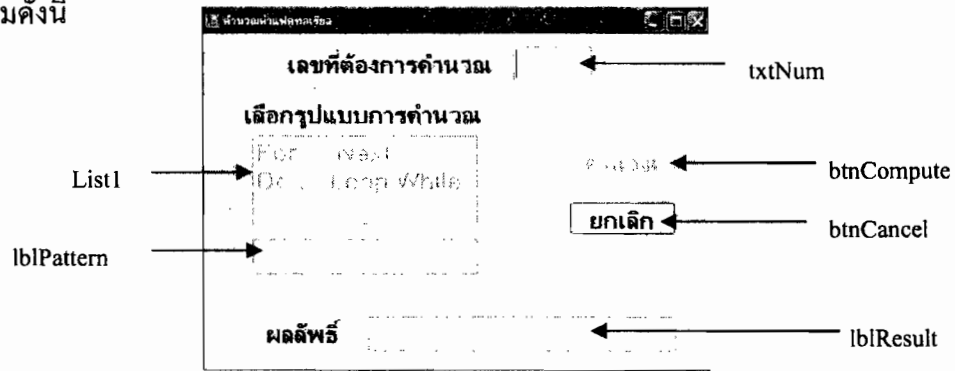 มดังนี้
คำนวณค่าแฟคทอเรียล
เลขที่ต้องการคำนวณ
txtNum
เลือกรูปแบบการคำนวณ
For Next
Do Loop While
List1
btnCompute
ยกเลิก
btnCancel
lblPattern
ผลลัพธ์
lblResult